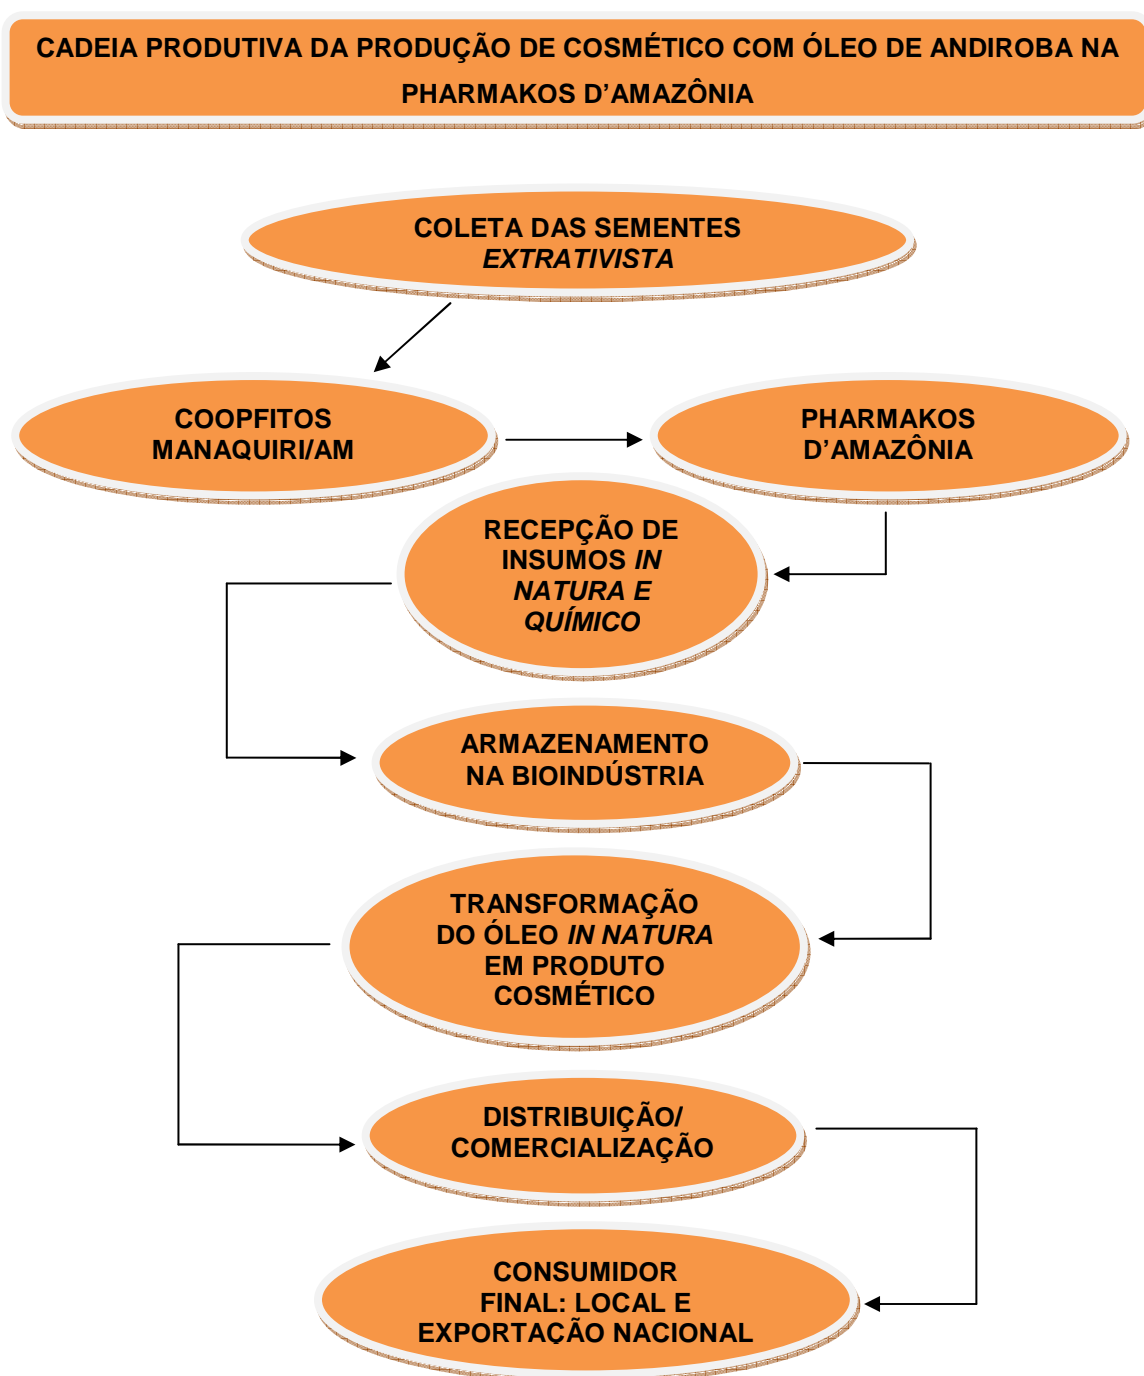 CADEIA PRODUTIVA DA PRODUÇÃO DE COSMÉTICO COM ÓLEO DE ANDIROBA NA
PHARMAKOS D’AMAZÔNIA
COLETA DAS SEMENTES
EXTRATIVISTA
COOPFITOS
MANAQUIRI/AM
PHARMAKOS
D’AMAZÔNIA
RECEPÇÃO DE
INSUMOS IN
NATURA E
QUÍMICO
ARMAZENAMENTO
NA BIOINDÚSTRIA
TRANSFORMAÇÃO
DO ÓLEO IN NATURA
EM PRODUTO
COSMÉTICO
DISTRIBUIÇÃO/
COMERCIALIZAÇÃO
CONSUMIDOR
FINAL: LOCAL E
EXPORTAÇÃO NACIONAL